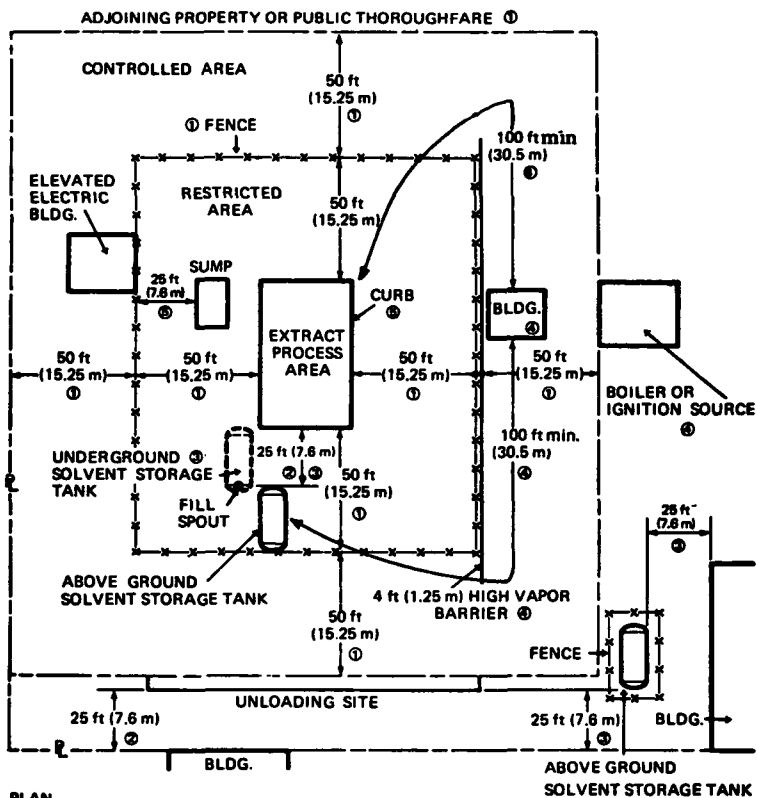 ADJOINING PROPERTY OR PUBLIC THOROUGHFARE ①
CONTROLLED AREA
50 ft
(15.25 m)
①
① FENCE
100 ft min
(30.5 m)
④
ELEVATED
ELECTRIC
BLDG.
RESTRICTED
AREA
50 ft
(15.25 m)
①
SUMP
25 ft
(7.6 m)
⑤
CURB
⑤
BLDG.
④
EXTRACT
PROCESS
AREA
50 ft
(15.25 m)
①
50 ft
(15.25 m)
①
50 ft
(15.25 m)
①
50 ft
(15.25 m)
①
BOILER OR
IGNITION SOURCE
④
UNDERGROUND ③
SOLVENT STORAGE
TANK
25 ft (7.6 m)
② ③
100 ft min.
(30.5 m)
④
50 ft
(15.25 m)
①
FILL
SPOUT
25 ft
(7.6 m)
③
ABOVE GROUND
SOLVENT STORAGE TANK
4 ft (1.25 m) HIGH VAPOR
BARRIER ④
50 ft
(15.25 m)
①
FENCE
UNLOADING SITE
25 ft (7.6 m)
②
25 ft (7.6 m)
③
BLDG.
PL
PL
BLDG.
ABOVE GROUND
SOLVENT STORAGE TANK
PLAN